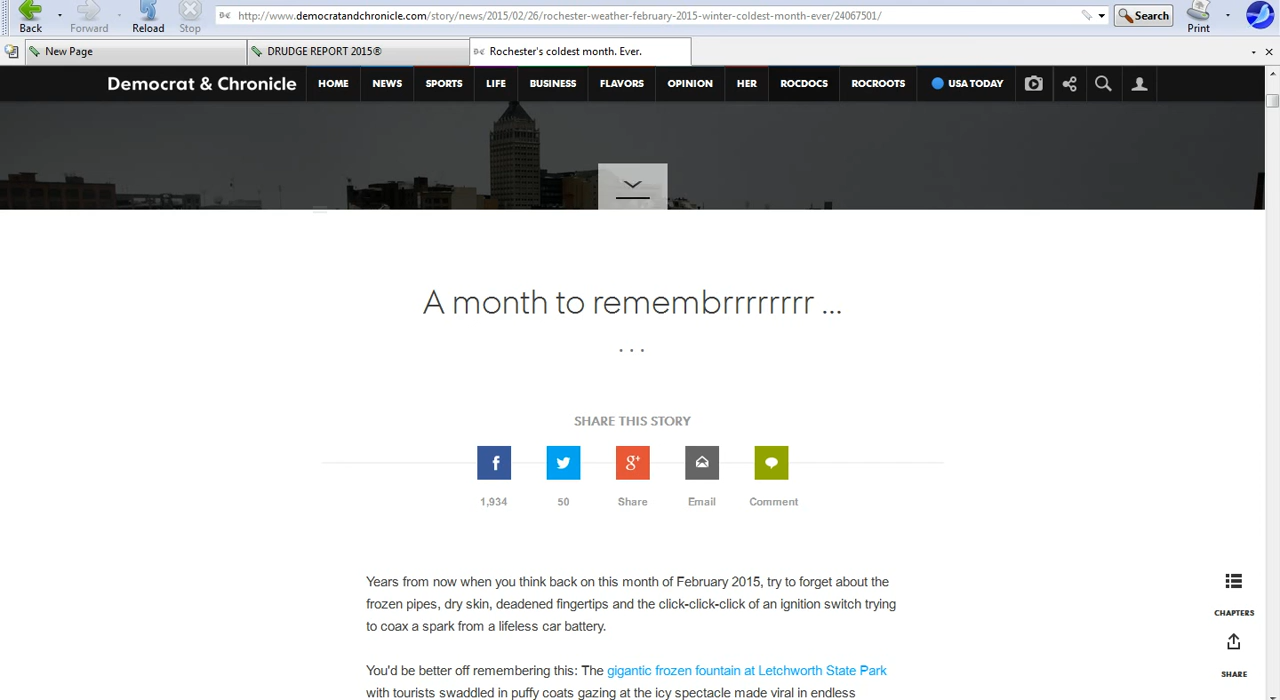 http://www.democratandchronicle.com/story/news/2015/02/26/rochester-weather-february-2015-winter-coldest-month-ever/24067501/
Search
Back Forward Reload Stop Print
New Page DRUDGE REPORT 2015® Rochester's coldest month. Ever.
Democrat & Chronicle HOME NEWS SPORTS LIFE BUSINESS FLAVORS OPINION HER ROCDOCS ROCROOTS USA TODAY
A month to remembrrrrrrrr ...
...
SHARE THIS STORY
1,934 50 Share Email Comment
Years from now when you think back on this month of February 2015, try to forget about the
frozen pipes, dry skin, deadened fingertips and the click-click-click of an ignition switch trying
to coax a spark from a lifeless car battery.
You'd be better off remembering this: The gigantic frozen fountain at Letchworth State Park
with tourists swaddled in puffy coats gazing at the icy spectacle made viral in endless
CHAPTERS
SHARE